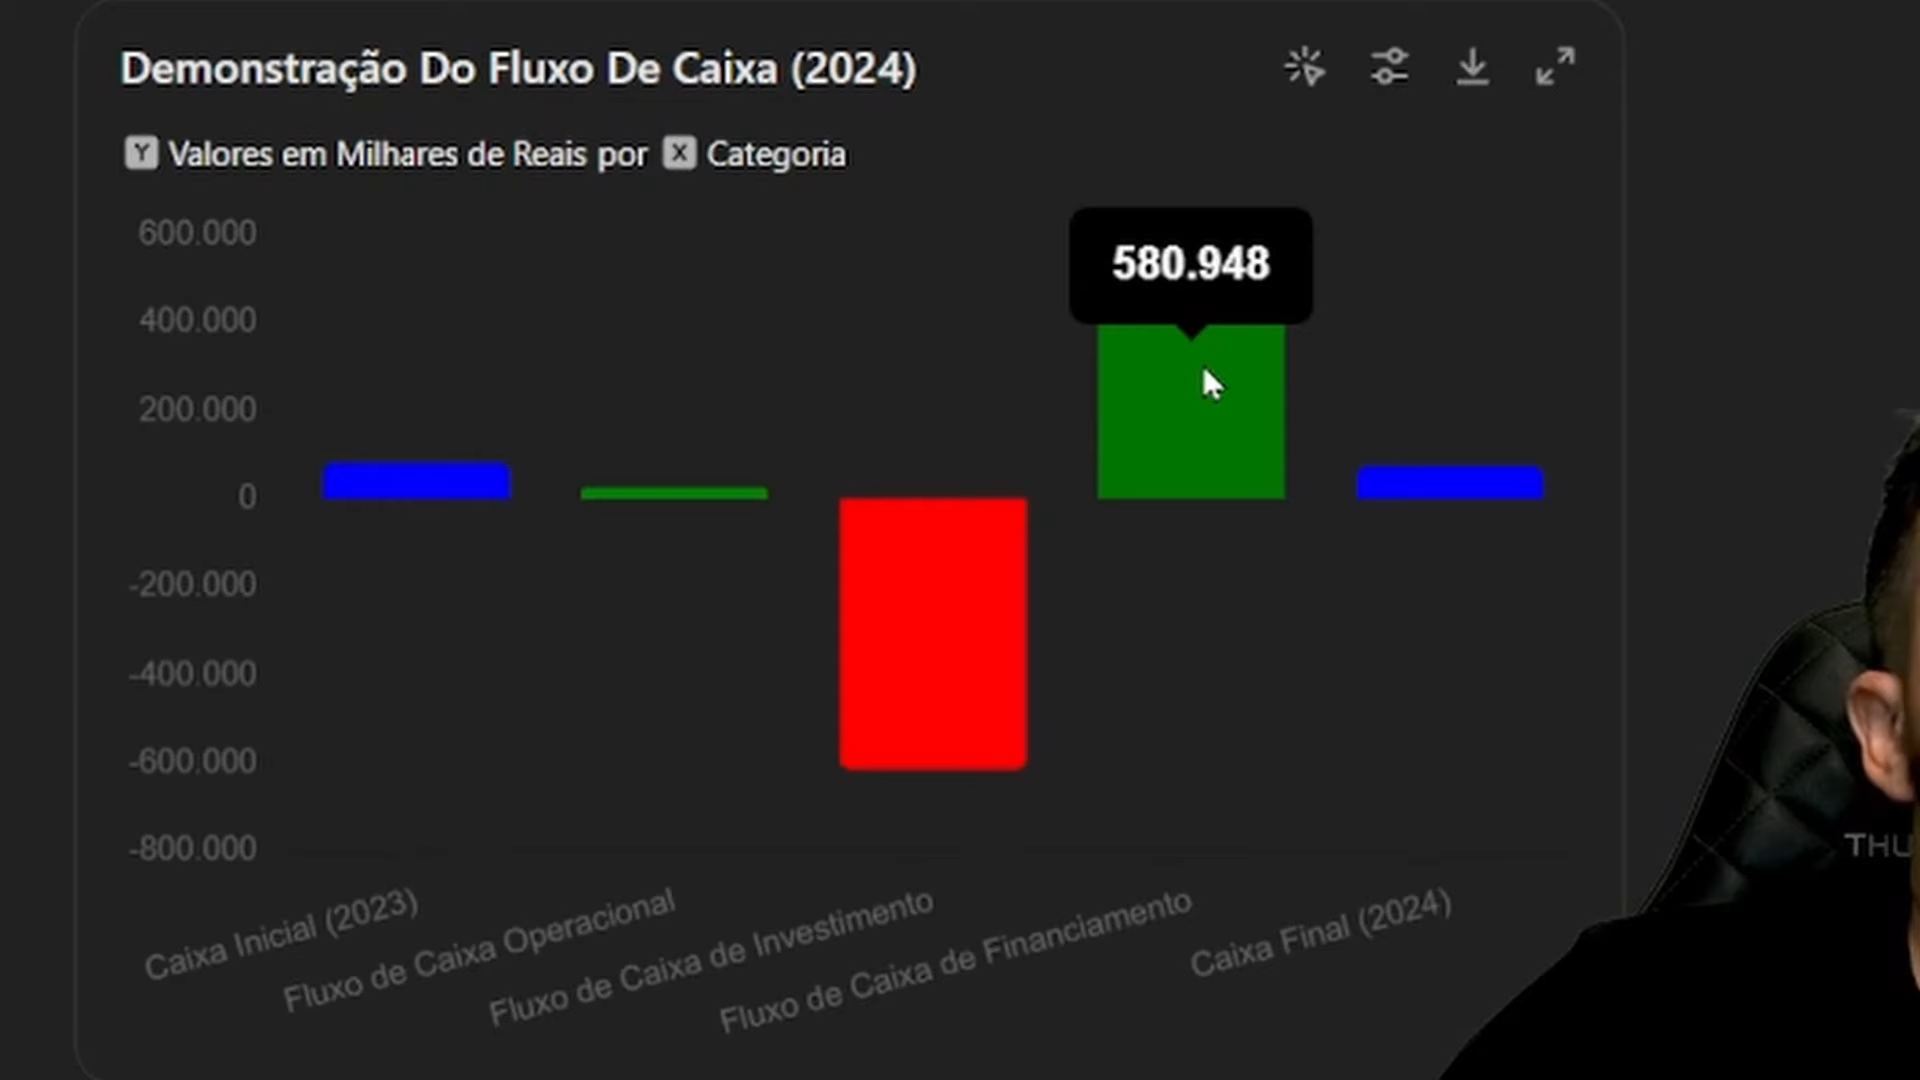 Demonstração Do Fluxo De Caixa (2024)
Y Valores em Milhares de Reais por X Categoria
600.000
580.948
400.000
200.000
0
-200.000
-400.000
-600.000
-800.000
THU
Caixa Inicial (2023)
Fluxo de Caixa Operacional
Fluxo de Caixa de Investimento
Fluxo de Caixa de Financiamento
Caixa Final (2024)